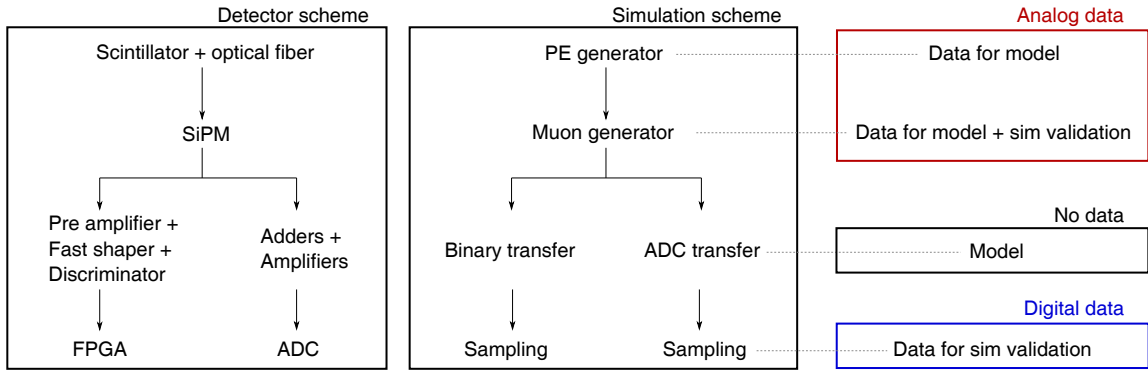 Detector scheme
Scintillator + optical fiber
SiPM
Pre amplifier +
Fast shaper +
Discriminator
Adders +
Amplifiers
FPGA
ADC
Simulation scheme
PE generator
Muon generator
Binary transfer
ADC transfer
Sampling
Sampling
Analog data
Data for model
Data for model + sim validation
No data
Model
Digital data
Data for sim validation